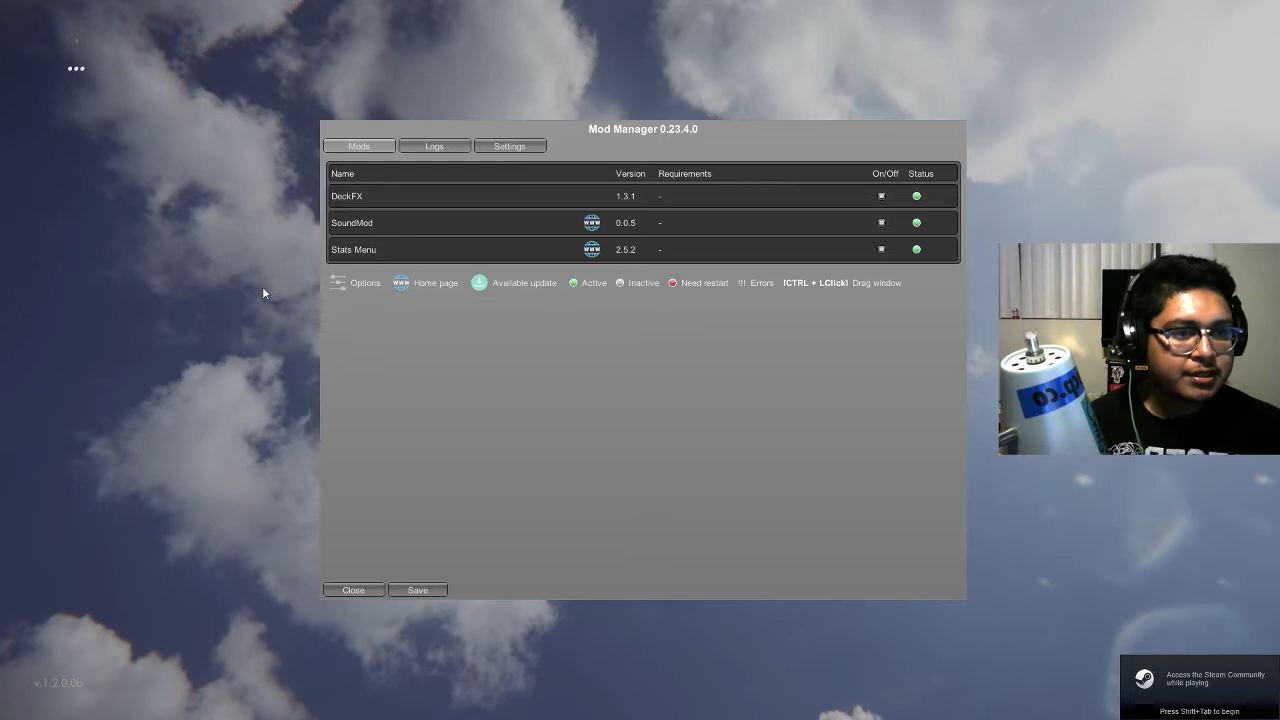 Mod Manager 0.23.4.0
Mods Logs Settings
Name Version Requirements On/Off Status
DeckFX 1.3.1 -
SoundMod www 0.0.5 -
Stats Menu www 2.5.2 -
Options www Home page Available update Active Inactive Need restart !!! Errors [CTRL + LClick] Drag window
Close Save
v.1.2.0.0b
Access the Steam Community
while playing
Press Shift+Tab to begin